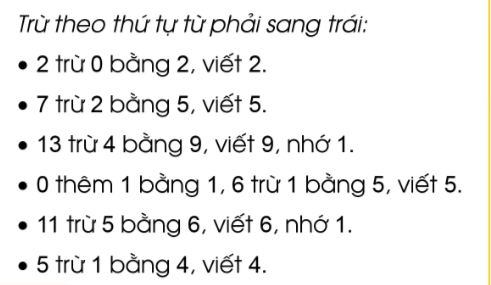 Trừ theo thứ tự từ phải sang trái:
• 2 trừ 0 bằng 2, viết 2.
• 7 trừ 2 bằng 5, viết 5.
• 13 trừ 4 bằng 9, viết 9, nhớ 1.
• 0 thêm 1 bằng 1, 6 trừ 1 bằng 5, viết 5.
• 11 trừ 5 bằng 6, viết 6, nhớ 1.
• 5 trừ 1 bằng 4, viết 4.